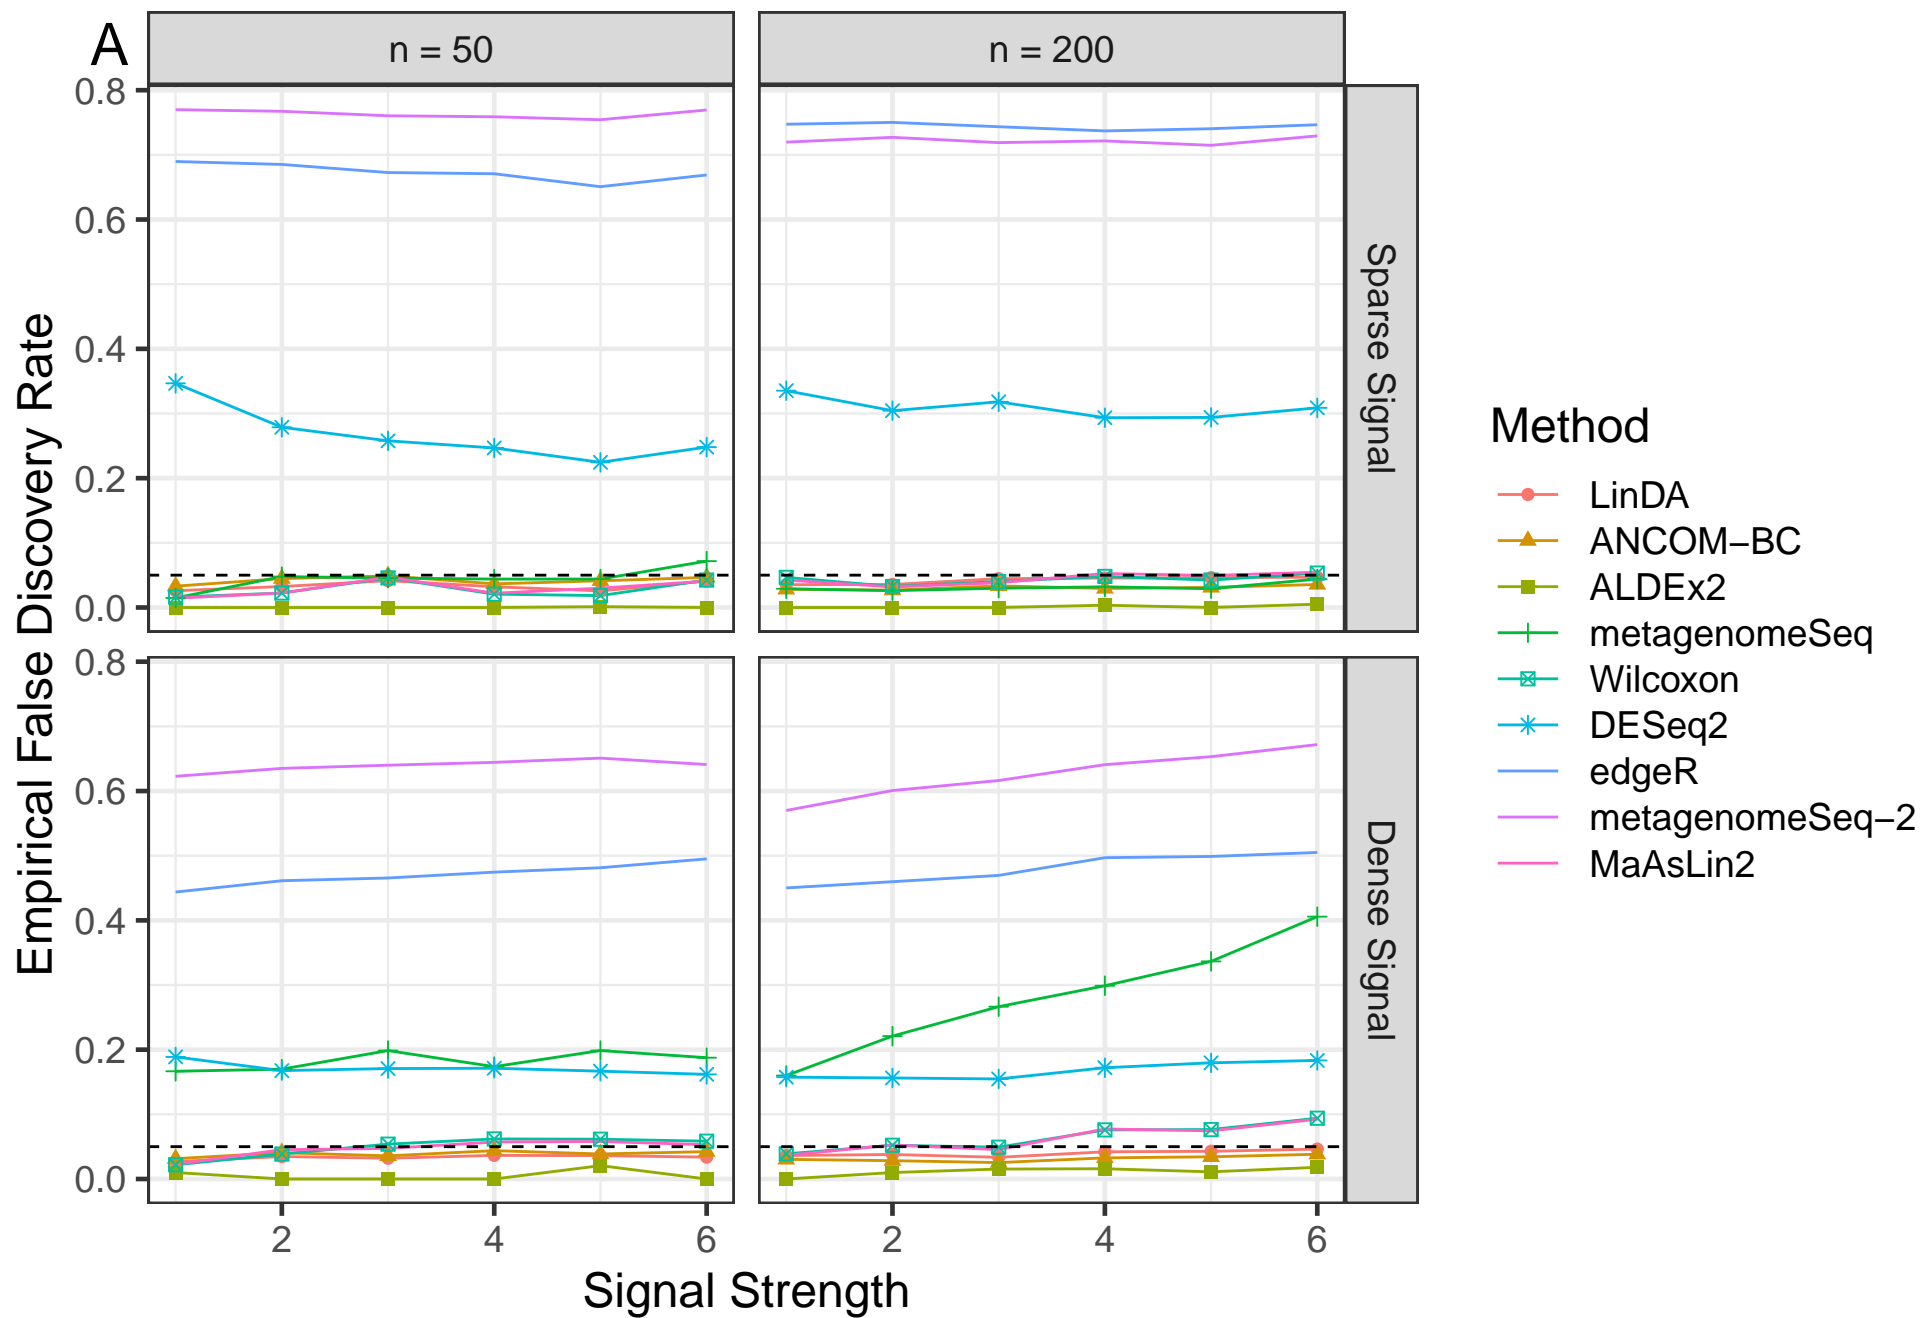 A
n = 50
n = 200
0.8
0.6
0.4
0.2
0.0
Sparse Signal
0.8
0.6
0.4
0.2
0.0
Dense Signal
2
4
6
2
4
6
Signal Strength
Empirical False Discovery Rate
Method
LinDA
ANCOM−BC
ALDEx2
metagenomeSeq
Wilcoxon
DESeq2
edgeR
metagenomeSeq−2
MaAsLin2